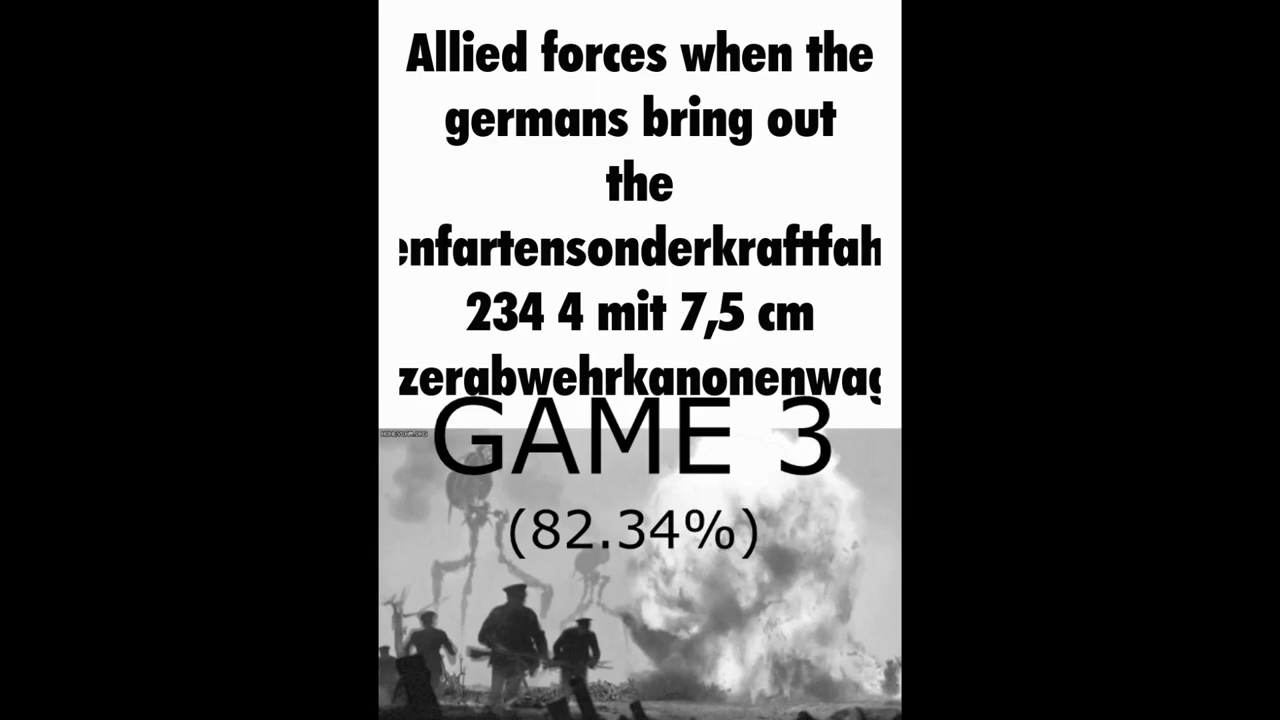 Allied forces when the
germans bring out
the
enfartensonderkraftfah
234 4 mit 7,5 cm
zerabwehrkanonenwag
GAME 3
(82.34%)